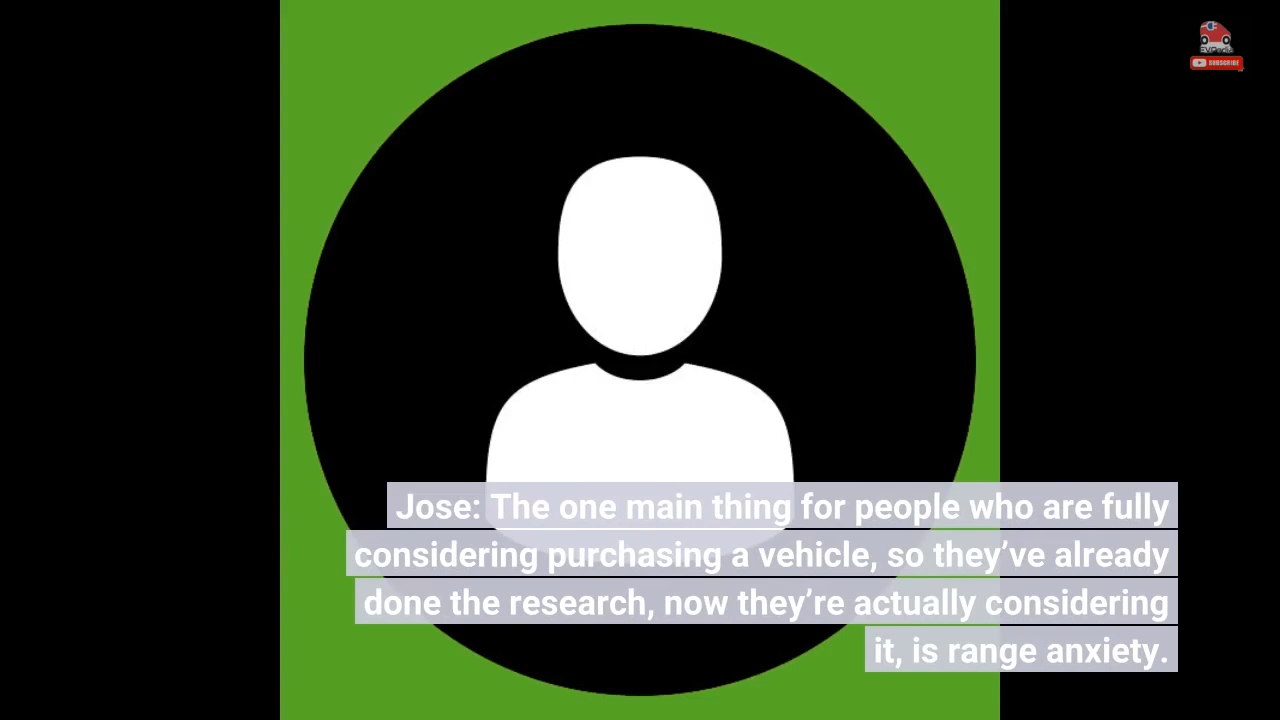 SUBSCRIBE
Jose: The one main thing for people who are fully
considering purchasing a vehicle, so they’ve already
done the research, now they’re actually considering
it, is range anxiety.